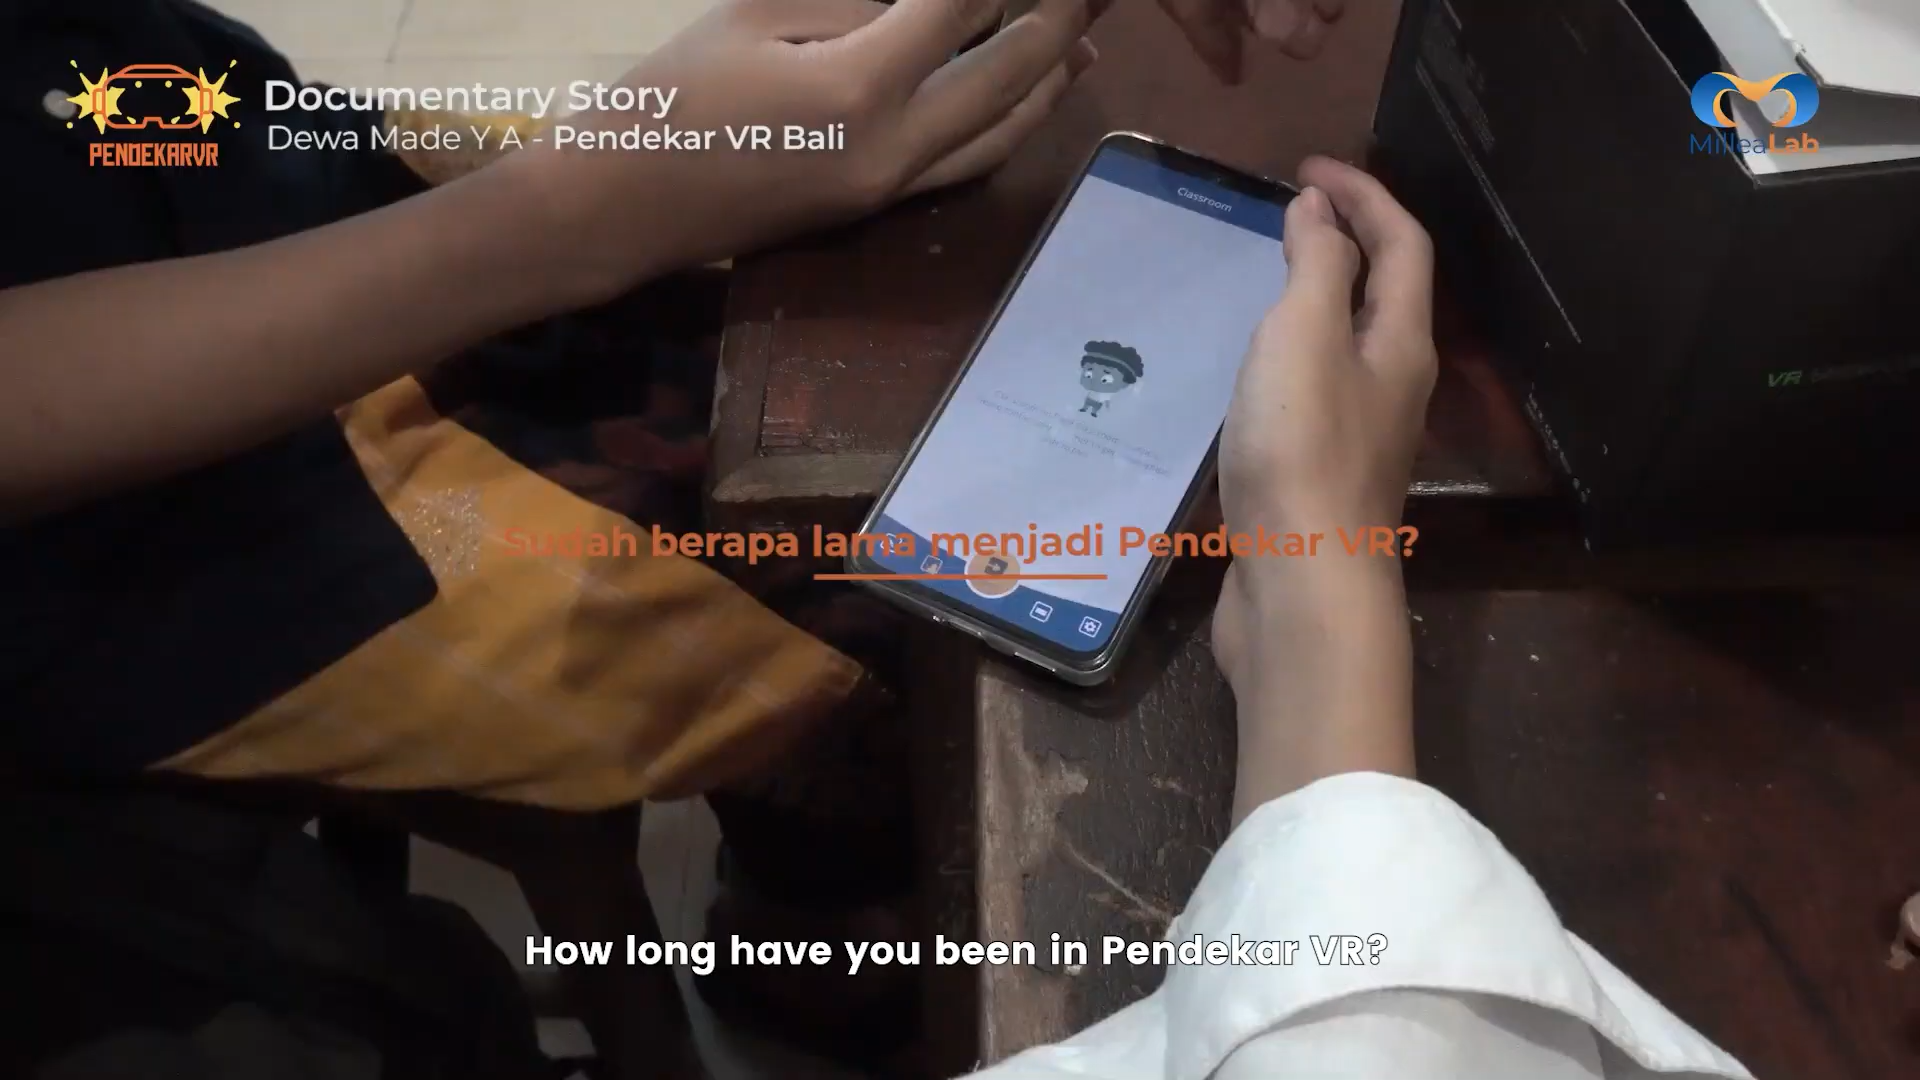 PENDEKARVR
Documentary Story
Dewa Made Y A - Pendekar VR Bali
MilleaLab
Classroom
VR
Sudah berapa lama menjadi Pendekar VR?
How long have you been in Pendekar VR?